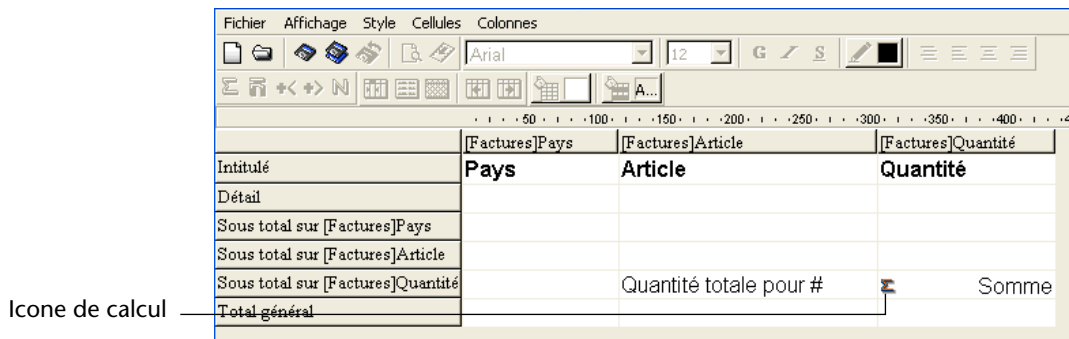 Fichier Affichage Style Cellules Colonnes
Arial 12 G I S
Σ N A...
50 100 150 200 250 300 350 400
[Factures]Pays [Factures]Article [Factures]Quantité
Intitulé Pays Article Quantité
Détail
Sous total sur [Factures]Pays
Sous total sur [Factures]Article
Sous total sur [Factures]Quantité Quantité totale pour # Σ Somme
Icone de calcul
Total général